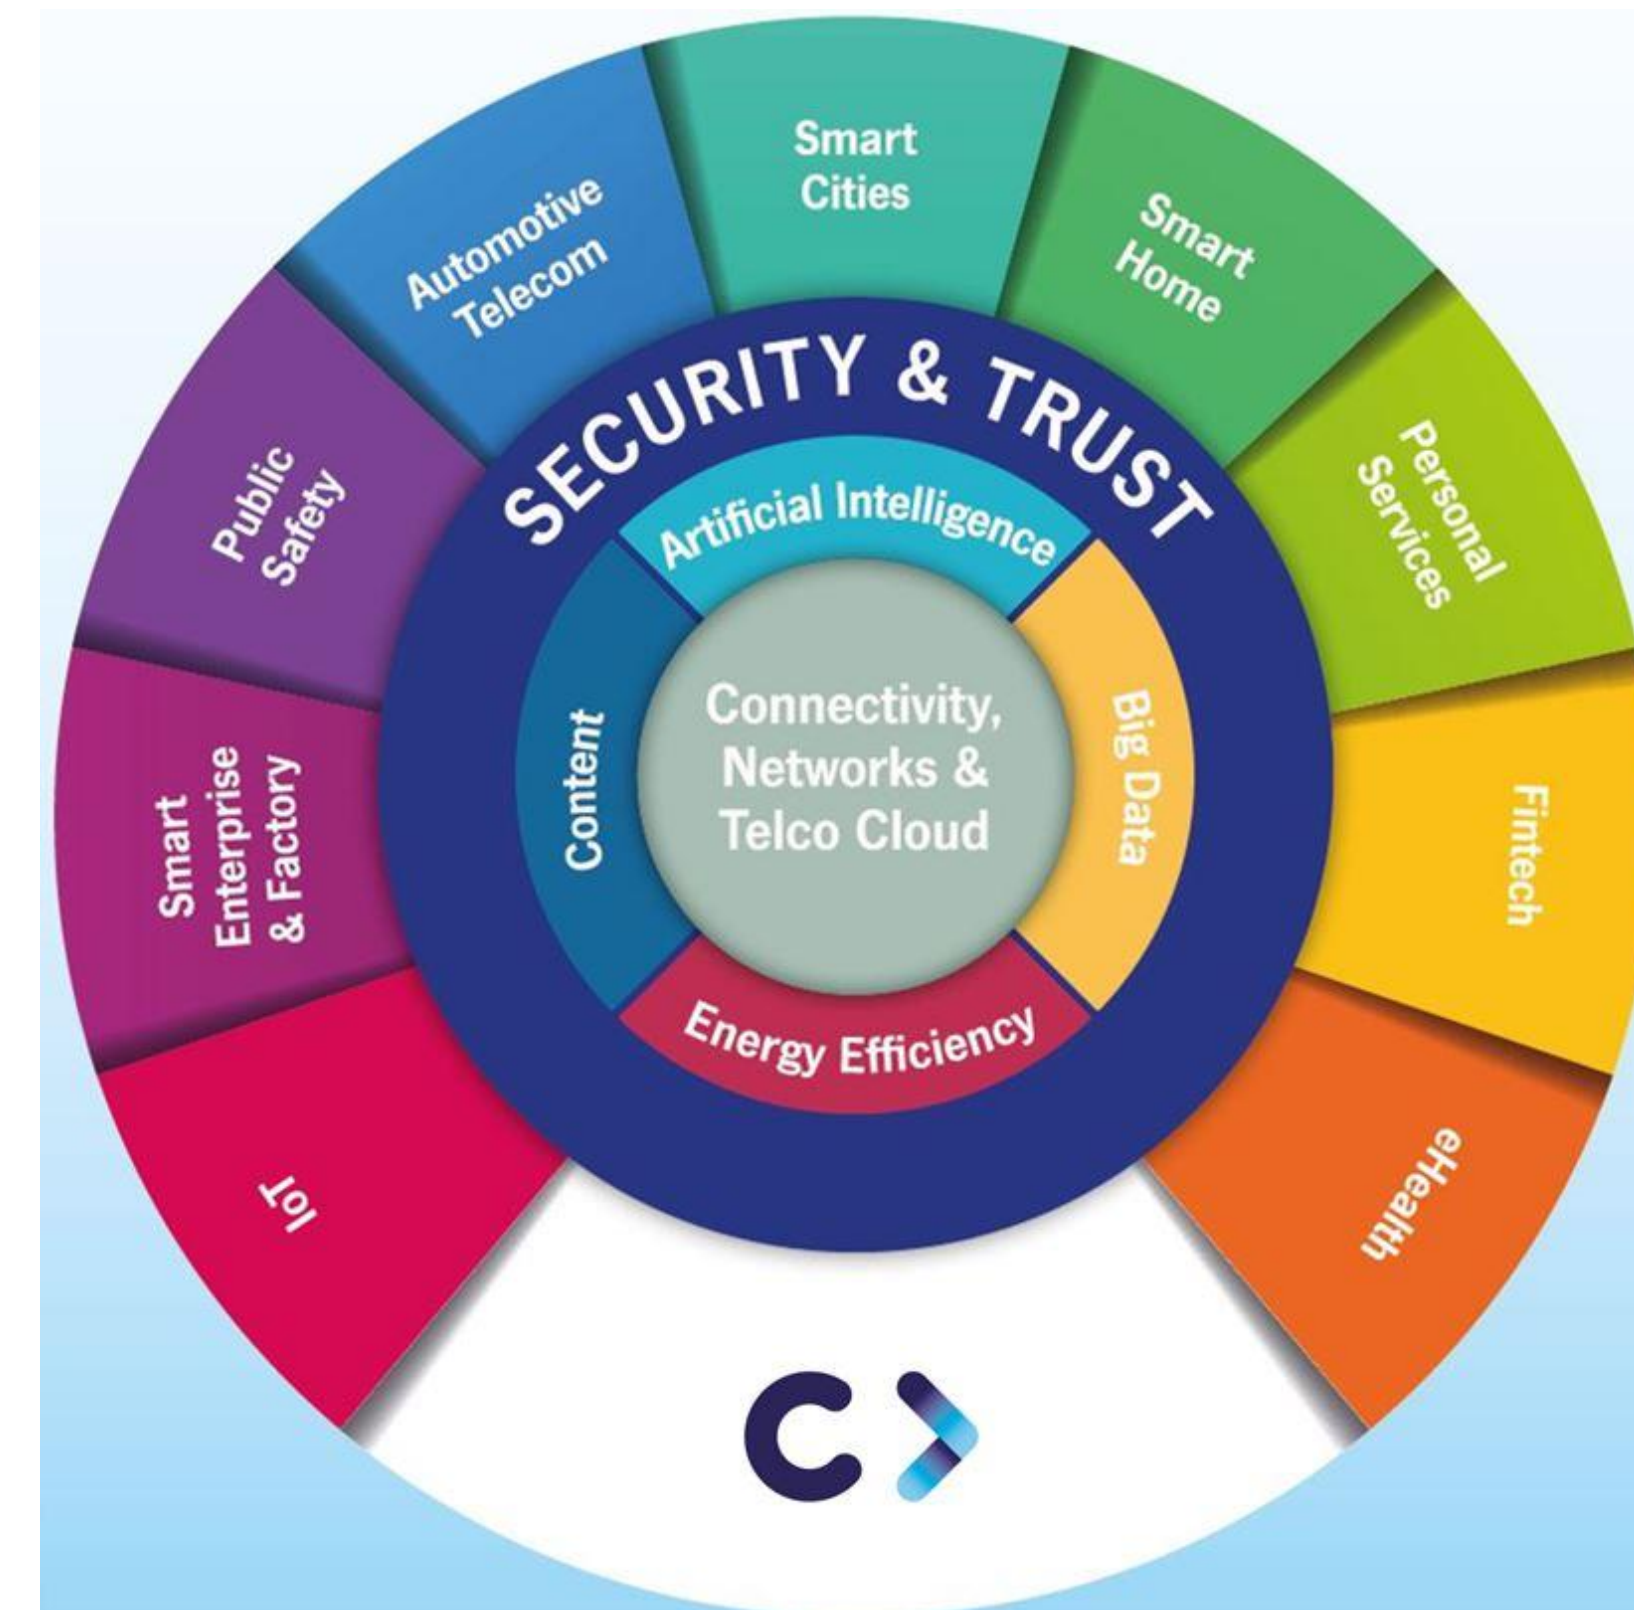 Smart
Cities
Smart
Home
Personal
Services
Fintech
eHealth
IoT
Smart
Enterprise
& Factory
Public
Safety
Automotive
Telecom
SECURITY & TRUST
Artificial Intelligence
Big Data
Energy Efficiency
Content
Connectivity,
Networks &
Telco Cloud